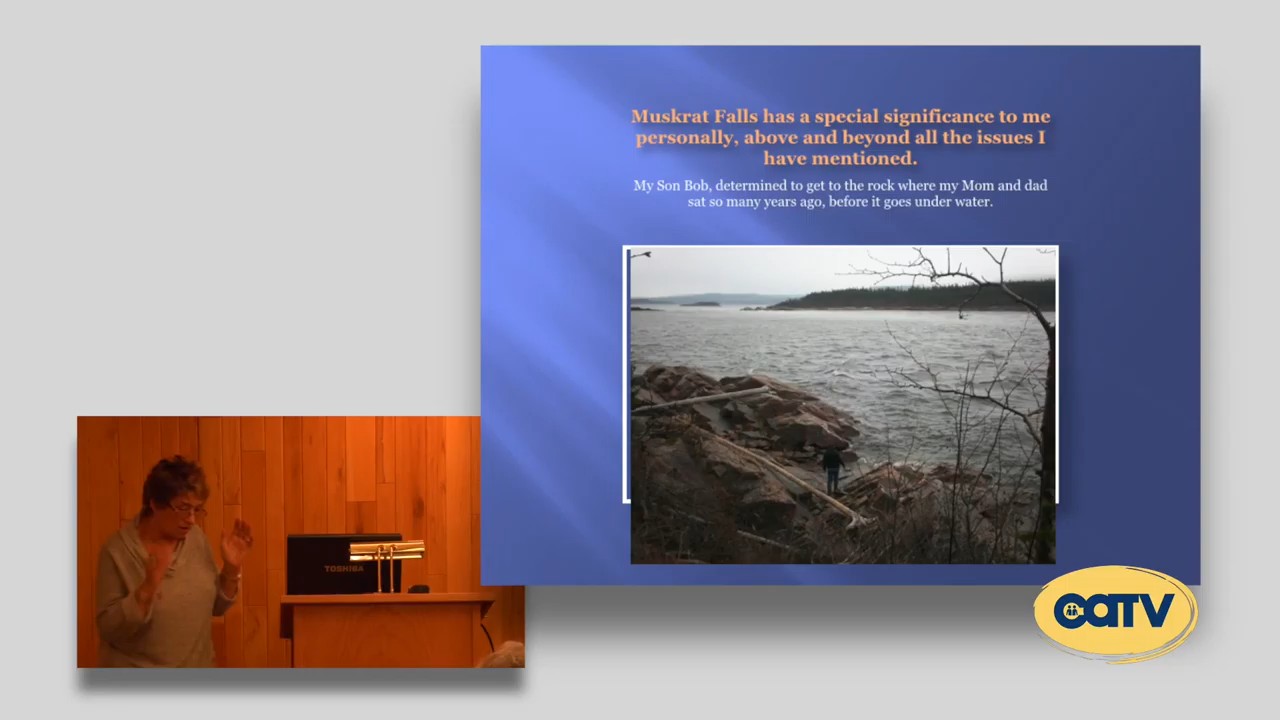 Muskrat Falls has a special significance to me
personally, above and beyond all the issues I
have mentioned.
My Son Bob, determined to get to the rock where my Mom and dad
sat so many years ago, before it goes under water.
TOSHIBA
CATV